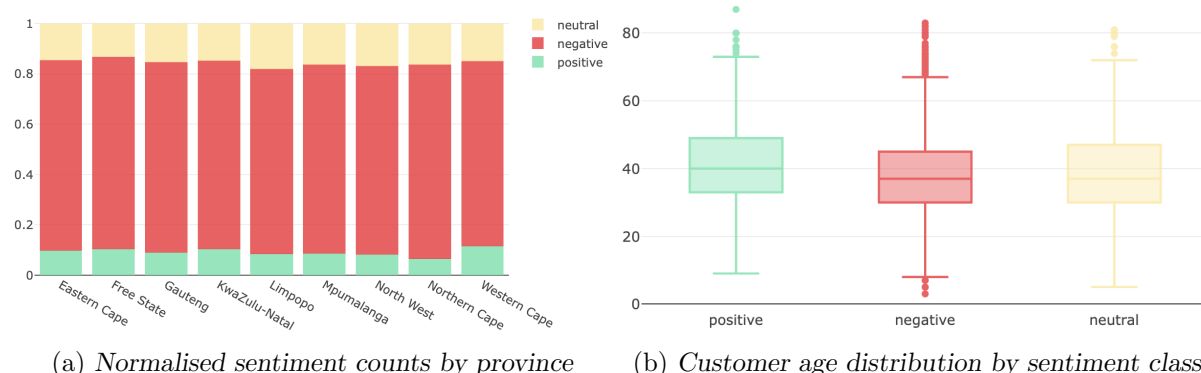 1
0.8
0.6
0.4
0.2
0
Eastern Cape
Free State
Gauteng
KwaZulu-Natal
Limpopo
Mpumalanga
North West
Northern Cape
Western Cape
neutral
negative
positive
(a) Normalised sentiment counts by province
80
60
40
20
0
positive
negative
neutral
(b) Customer age distribution by sentiment class